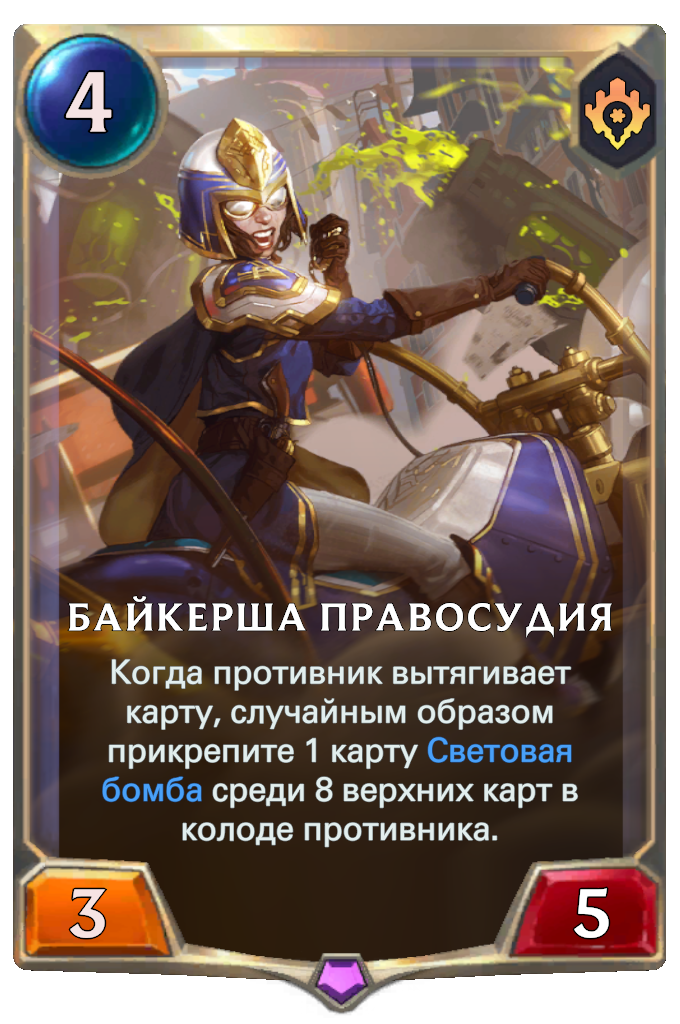 4
БАЙКЕРША ПРАВОСУДИЯ
Когда противник вытягивает
карту, случайным образом
прикрепите 1 карту Световая
бомба среди 8 верхних карт в
колоде противника.
3
5